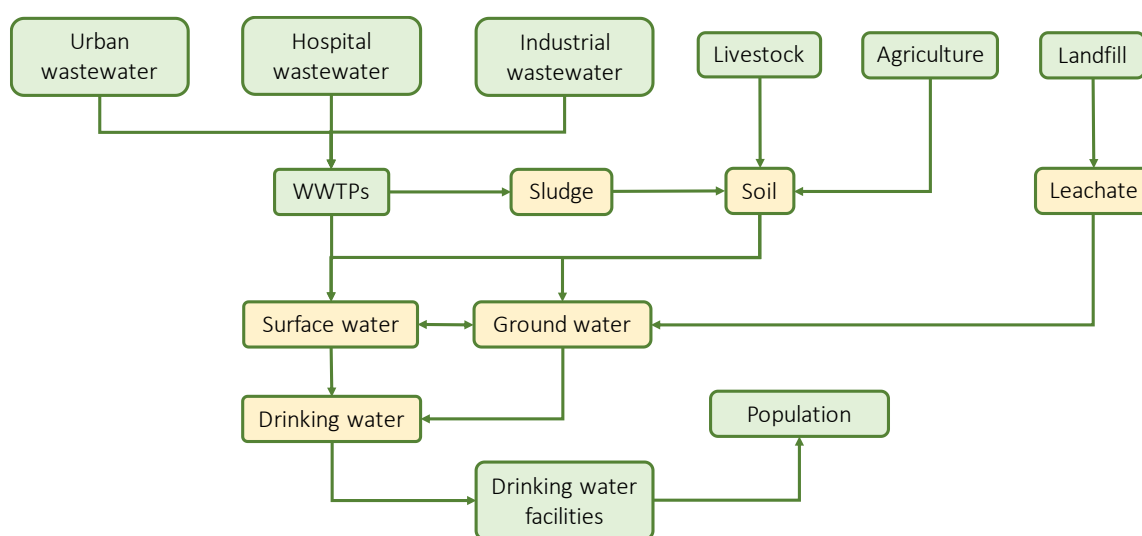 Urban
wastewater
Hospital
wastewater
Industrial
wastewater
Livestock
Agriculture
Landfill
WWTPs
Sludge
Soil
Leachate
Surface water
Ground water
Drinking water
Population
Drinking water
facilities